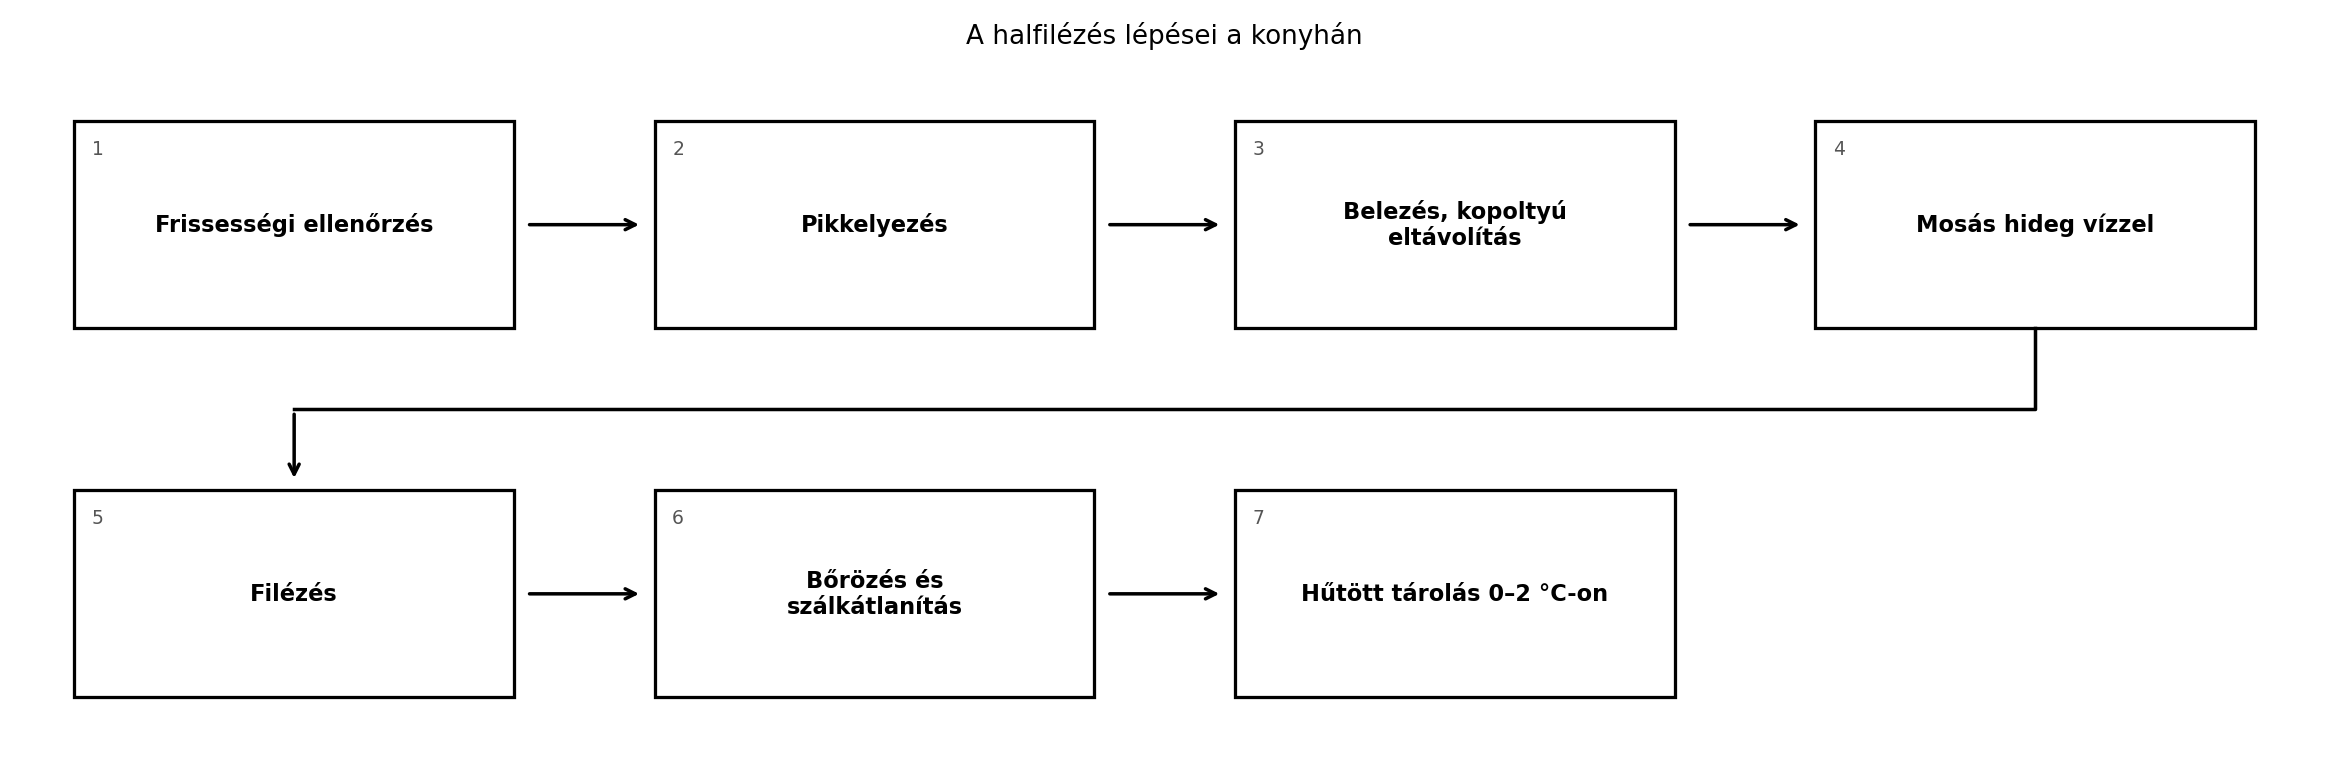 A halfilézés lépései a konyhán
1
Frissességi ellenőrzés
2
Pikkelyezés
3
Belezés, kopoltyú
eltávolítás
4
Mosás hideg vízzel
5
Filézés
6
Bőrözés és
szálkátlanítás
7
Hűtött tárolás 0–2 °C-on